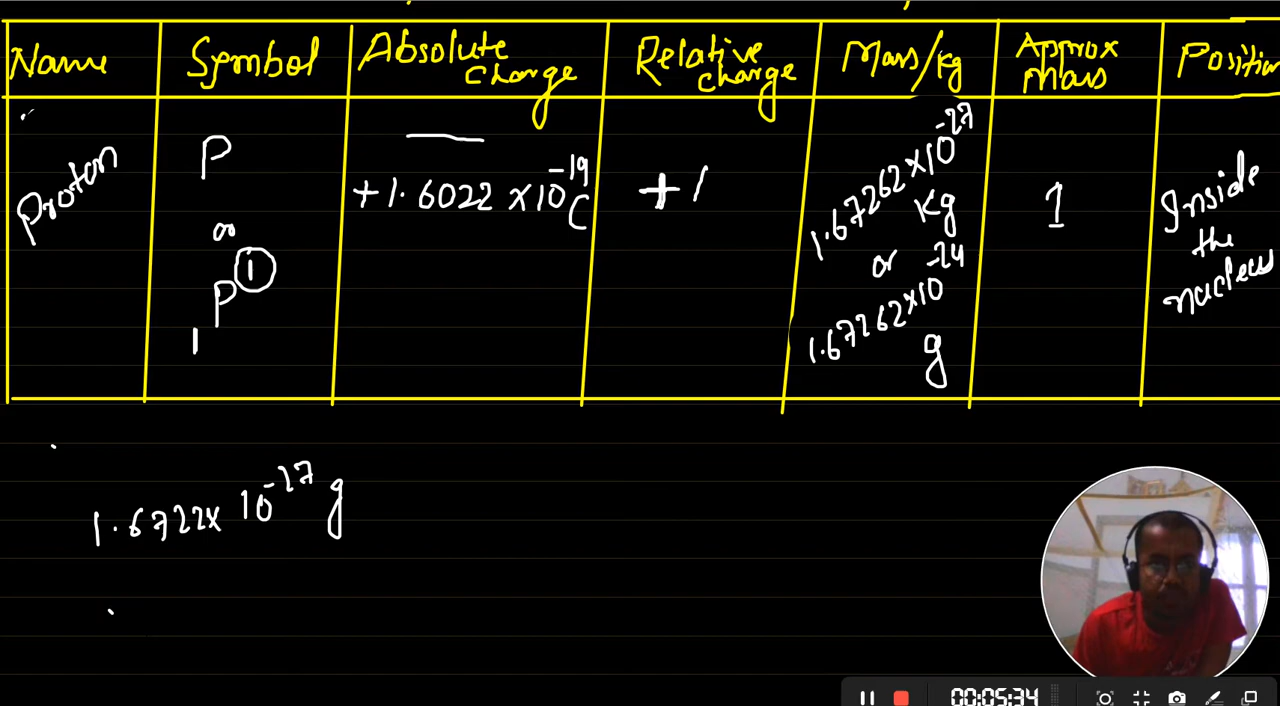 Name Symbol Absolute charge Relative charge Mass/kg Approx mass Position
Proton
P
or
1 P 1
+1.6022 ×10⁻¹⁹ C
+1
1.67262×10⁻²⁷
kg
or
1.67262×10⁻²⁴
g
1
Inside
the
nucleus
1.6722× 10⁻²⁷ g
00:05:34